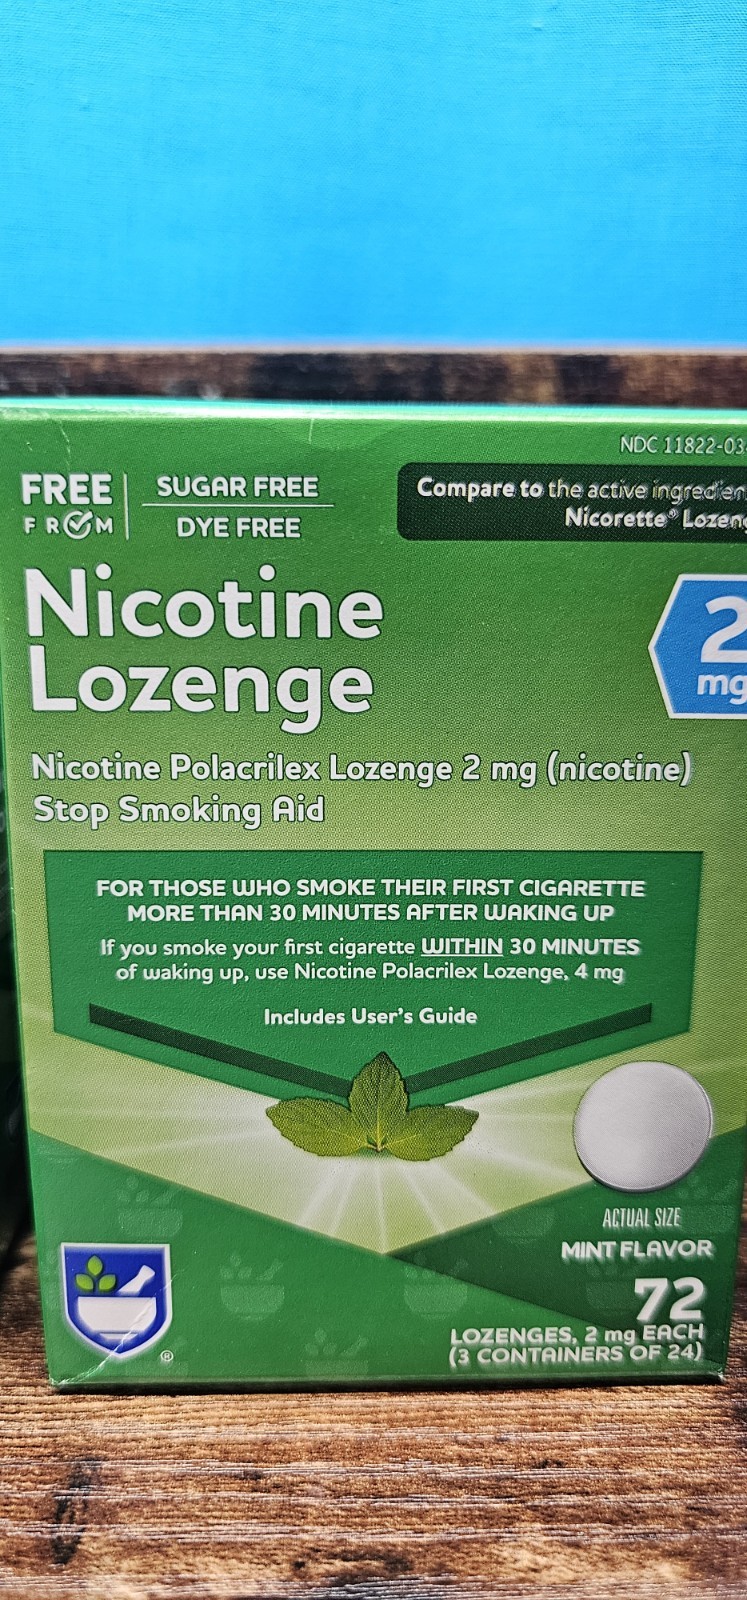 NDC 11822-03
FREE
FROM
SUGAR FREE
DYE FREE
Compare to the active
Nicorette®
Nicotine
Lozenge
2
mg
Nicotine Polacrilex Lozenge 2 mg (nicotine)
Stop Smoking Aid
FOR THOSE WHO SMOKE THEIR FIRST CIGARETTE
MORE THAN 30 MINUTES AFTER WAKING UP
If you smoke your first cigarette WITHIN 30 MINUTES
of waking up, use Nicotine Polacrilex Lozenge, 4 mg
Includes User's Guide
ACTUAL SIZE
MINT FLAVOR
72
LOZENGES, 2 mg EACH
(3 CONTAINERS OF 24)
®